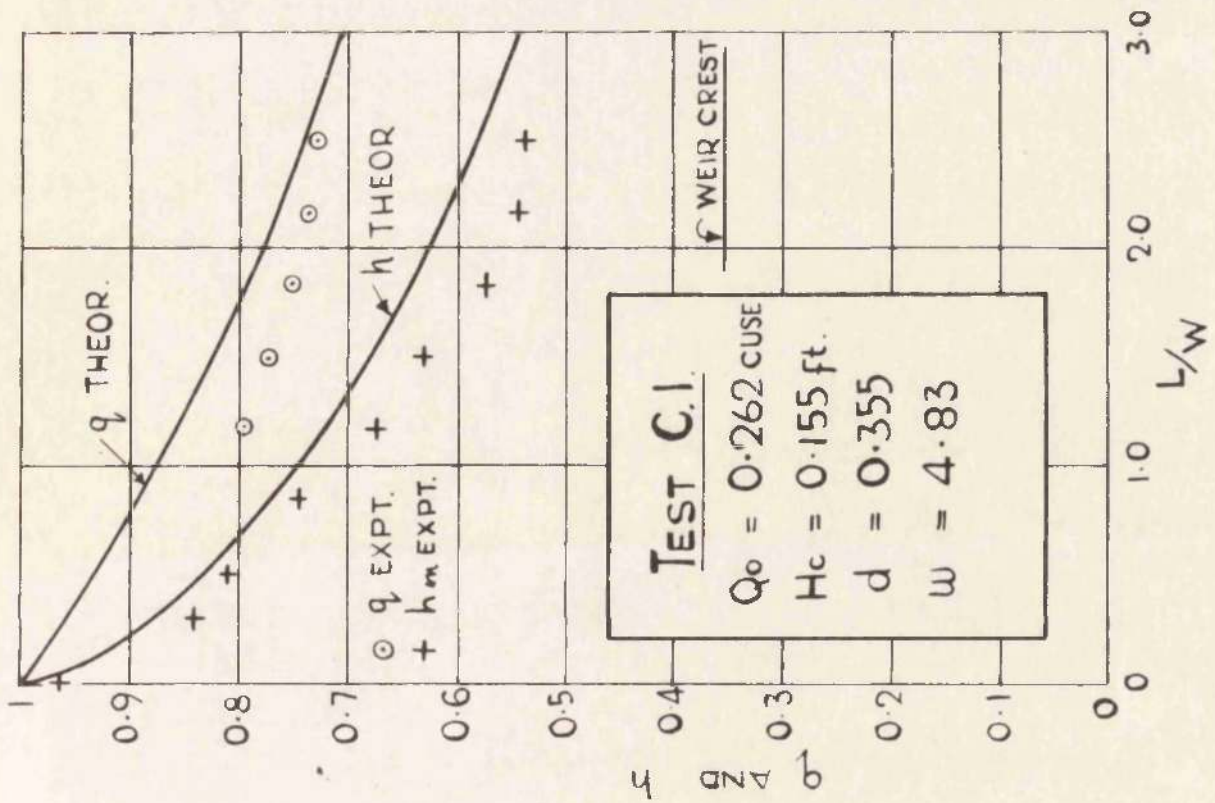 q THEOR.
h THEOR
⊙ q EXPT.
+ hm EXPT.
WEIR CREST
TEST C.1.
Qo = 0.262 CUSE
Hc = 0.155 ft.
d = 0.355
w = 4.83
q AND h
1
0.9
0.8
0.7
0.6
0.5
0.4
0.3
0.2
0.1
0
0
1.0
2.0
3.0
L/W